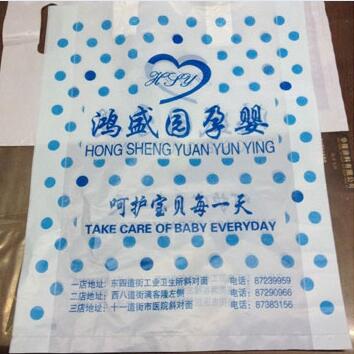 HSY
鸿盛园孕婴
HONG SHENG YUAN YUN YING
呵护宝贝每一天
TAKE CARE OF BABY EVERYDAY
一店地址：东四道街工业卫生所斜对面 电话：87239959
二店地址：西八道街满客隆左侧 电话：87290966
三店地址：十一道街市医院斜对面 电话：87383156